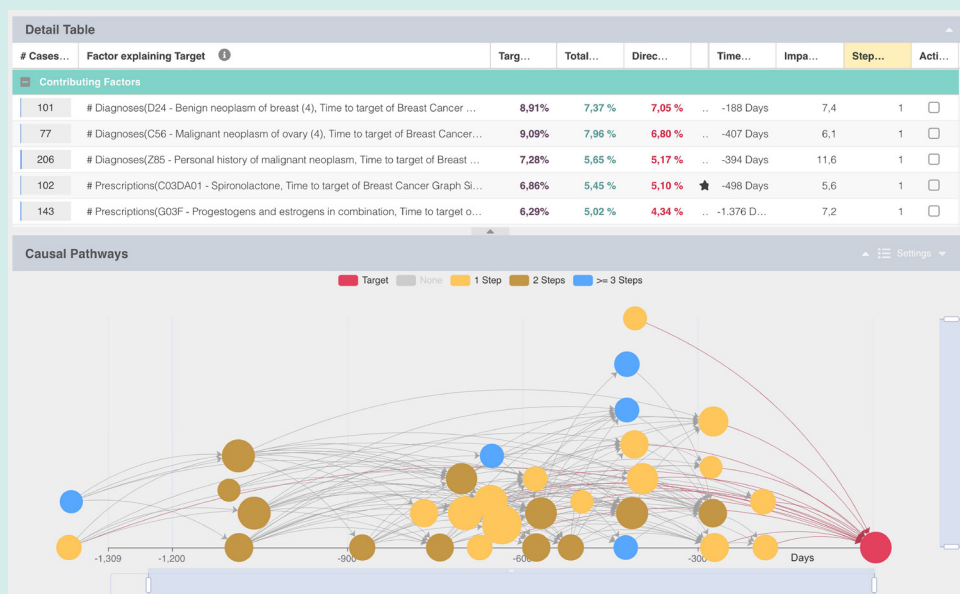 Detail Table
# Cases... Factor explaining Target i Targ... Total... Direc... Time... Impa... Step... Acti...
Contributing Factors
101 # Diagnoses(D24 - Benign neoplasm of breast (4), Time to target of Breast Cancer ... 8,91% 7,37 % 7,05 % .. -188 Days 7,4 1
77 # Diagnoses(C56 - Malignant neoplasm of ovary (4), Time to target of Breast Cancer... 9,09% 7,96 % 6,80 % .. -407 Days 6,1 1
206 # Diagnoses(Z85 - Personal history of malignant neoplasm, Time to target of Breast ... 7,28% 5,65 % 5,17 % .. -394 Days 11,6 1
102 # Prescriptions(C03DA01 - Spironolactone, Time to target of Breast Cancer Graph Si... 6,86% 5,45 % 5,10 % -498 Days 5,6 1
143 # Prescriptions(G03F - Progestogens and estrogens in combination, Time to target o... 6,29% 5,02 % 4,34 % .. -1.376 D... 7,2 1
Causal Pathways Settings
Target None 1 Step 2 Steps >= 3 Steps
-1,309 -1,200 -900 -600 -300 Days